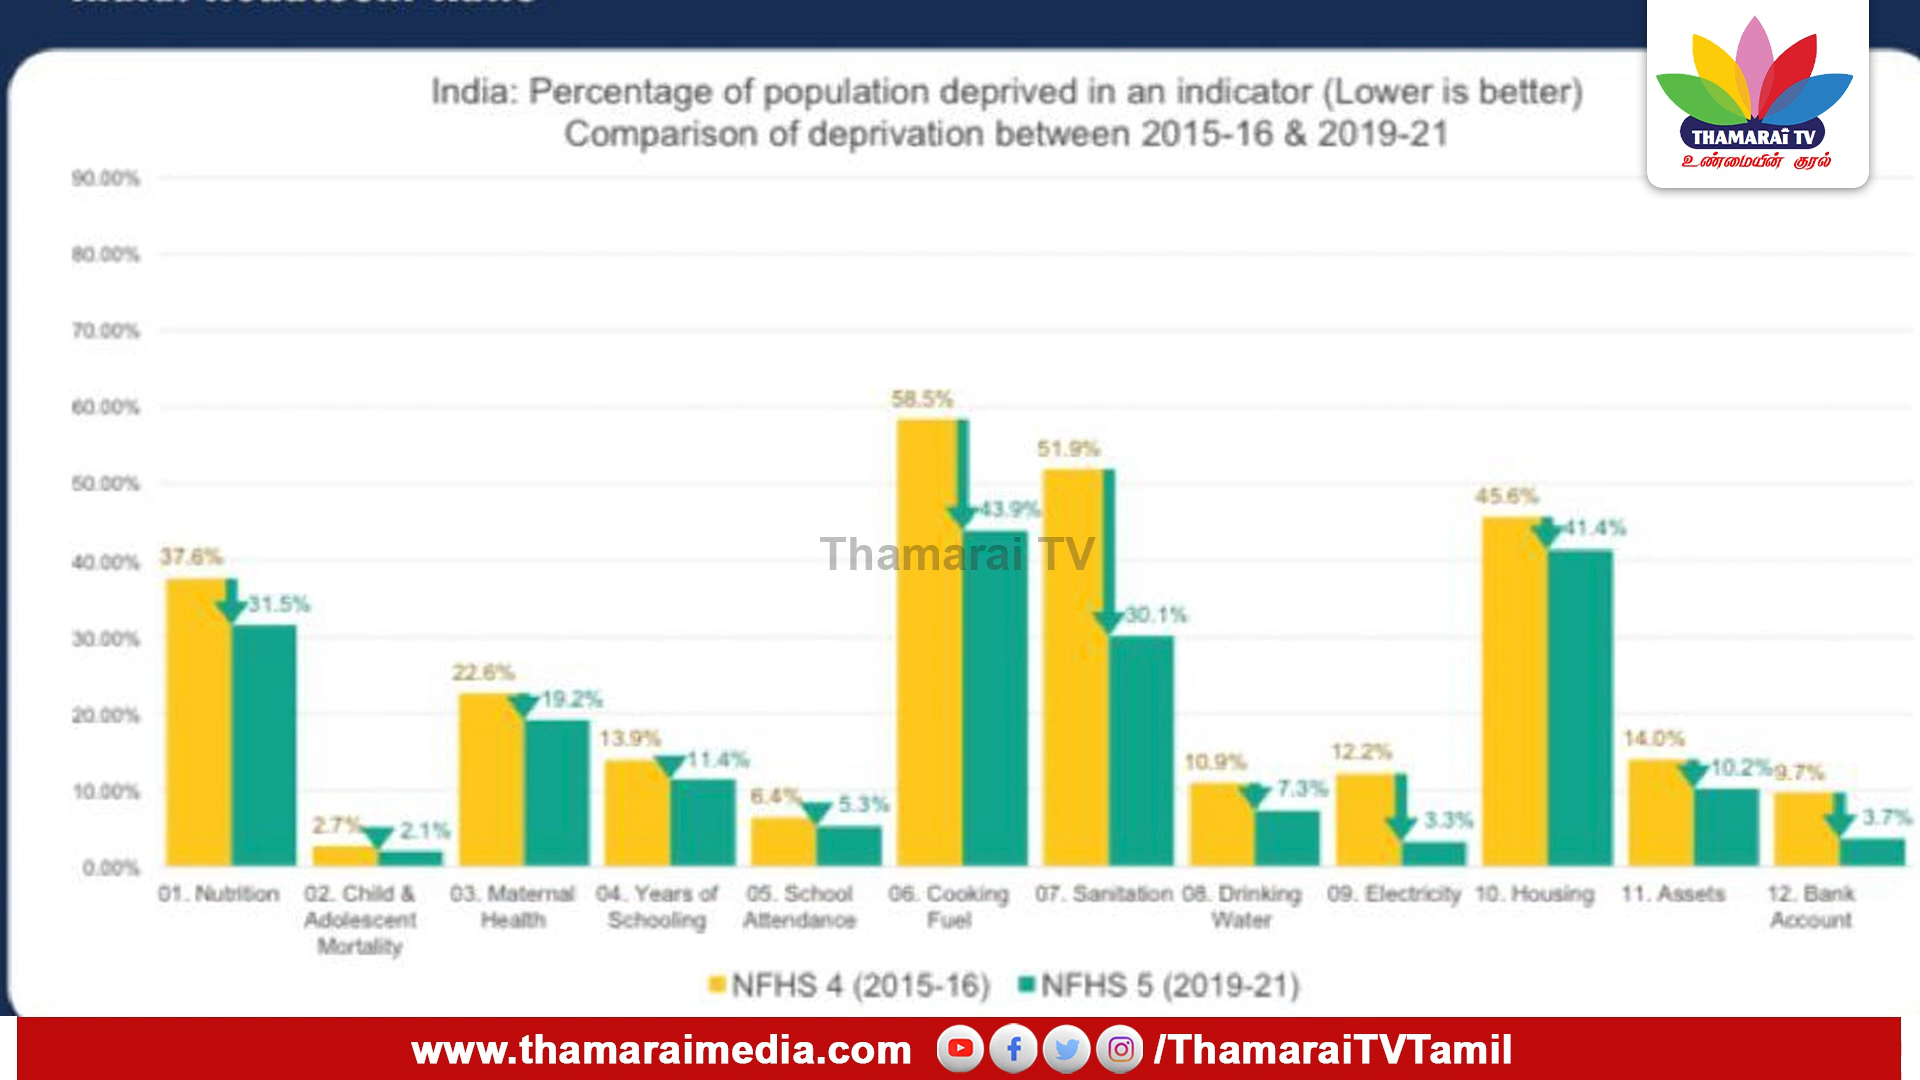 India: Percentage of population deprived in an indicator (Lower is better)
Comparison of deprivation between 2015-16 & 2019-21
THAMARAi TV
உண்மையின் குரல்
90.00%
80.00%
70.00%
60.00%
50.00%
40.00%
30.00%
20.00%
10.00%
0.00%
37.6%
31.5%
2.7%
2.1%
22.6%
19.2%
13.9%
11.4%
6.4%
5.3%
58.5%
43.9%
51.9%
30.1%
10.9%
7.3%
12.2%
3.3%
45.6%
41.4%
14.0%
10.2%
9.7%
3.7%
Thamarai TV
01. Nutrition
02. Child &
Adolescent
Mortality
03. Maternal
Health
04. Years of
Schooling
05. School
Attendance
06. Cooking
Fuel
07. Sanitation
08. Drinking
Water
09. Electricity
10. Housing
11. Assets
12. Bank
Account
NFHS 4 (2015-16)
NFHS 5 (2019-21)
www.thamaraimedia.com
/ThamaraiTVTamil